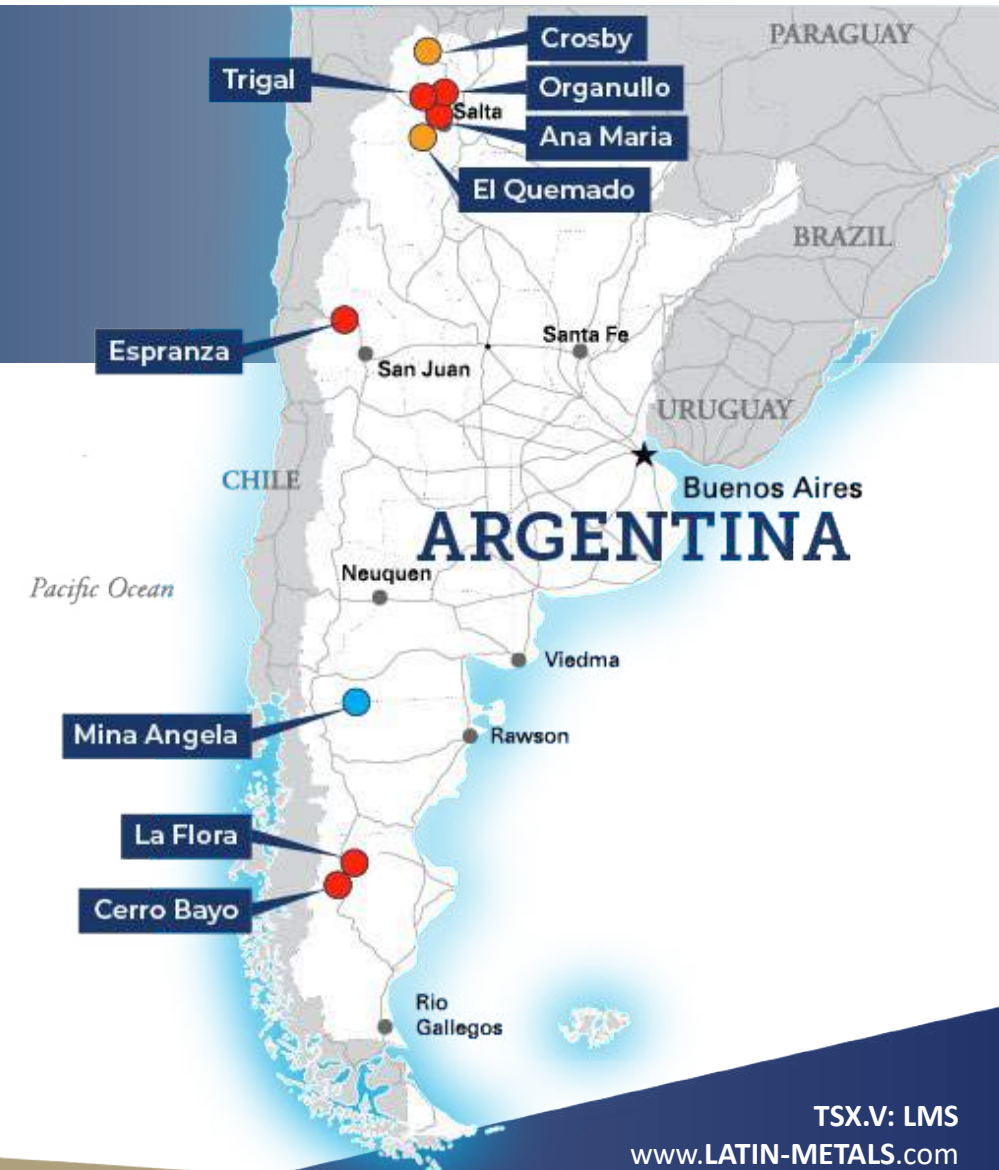 Crosby
PARAGUAY
Trigal
Organullo
Salta
Ana Maria
El Quemado
BRAZIL
Espranza
Santa Fe
San Juan
URUGUAY
CHILE
Buenos Aires
ARGENTINA
Neuquen
Pacific Ocean
Viedma
Mina Angela
Rawson
La Flora
Cerro Bayo
Rio
Gallegos
TSX.V: LMS
www.LATIN-METALS.com